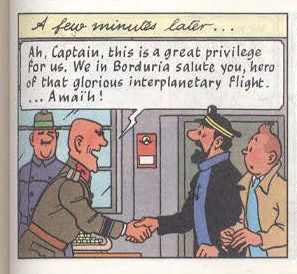 A few minutes later...
Ah, Captain, this is a great privilege
for us. We in Borduria salute you, hero
of that glorious interplanetary flight.
... Amaïh!